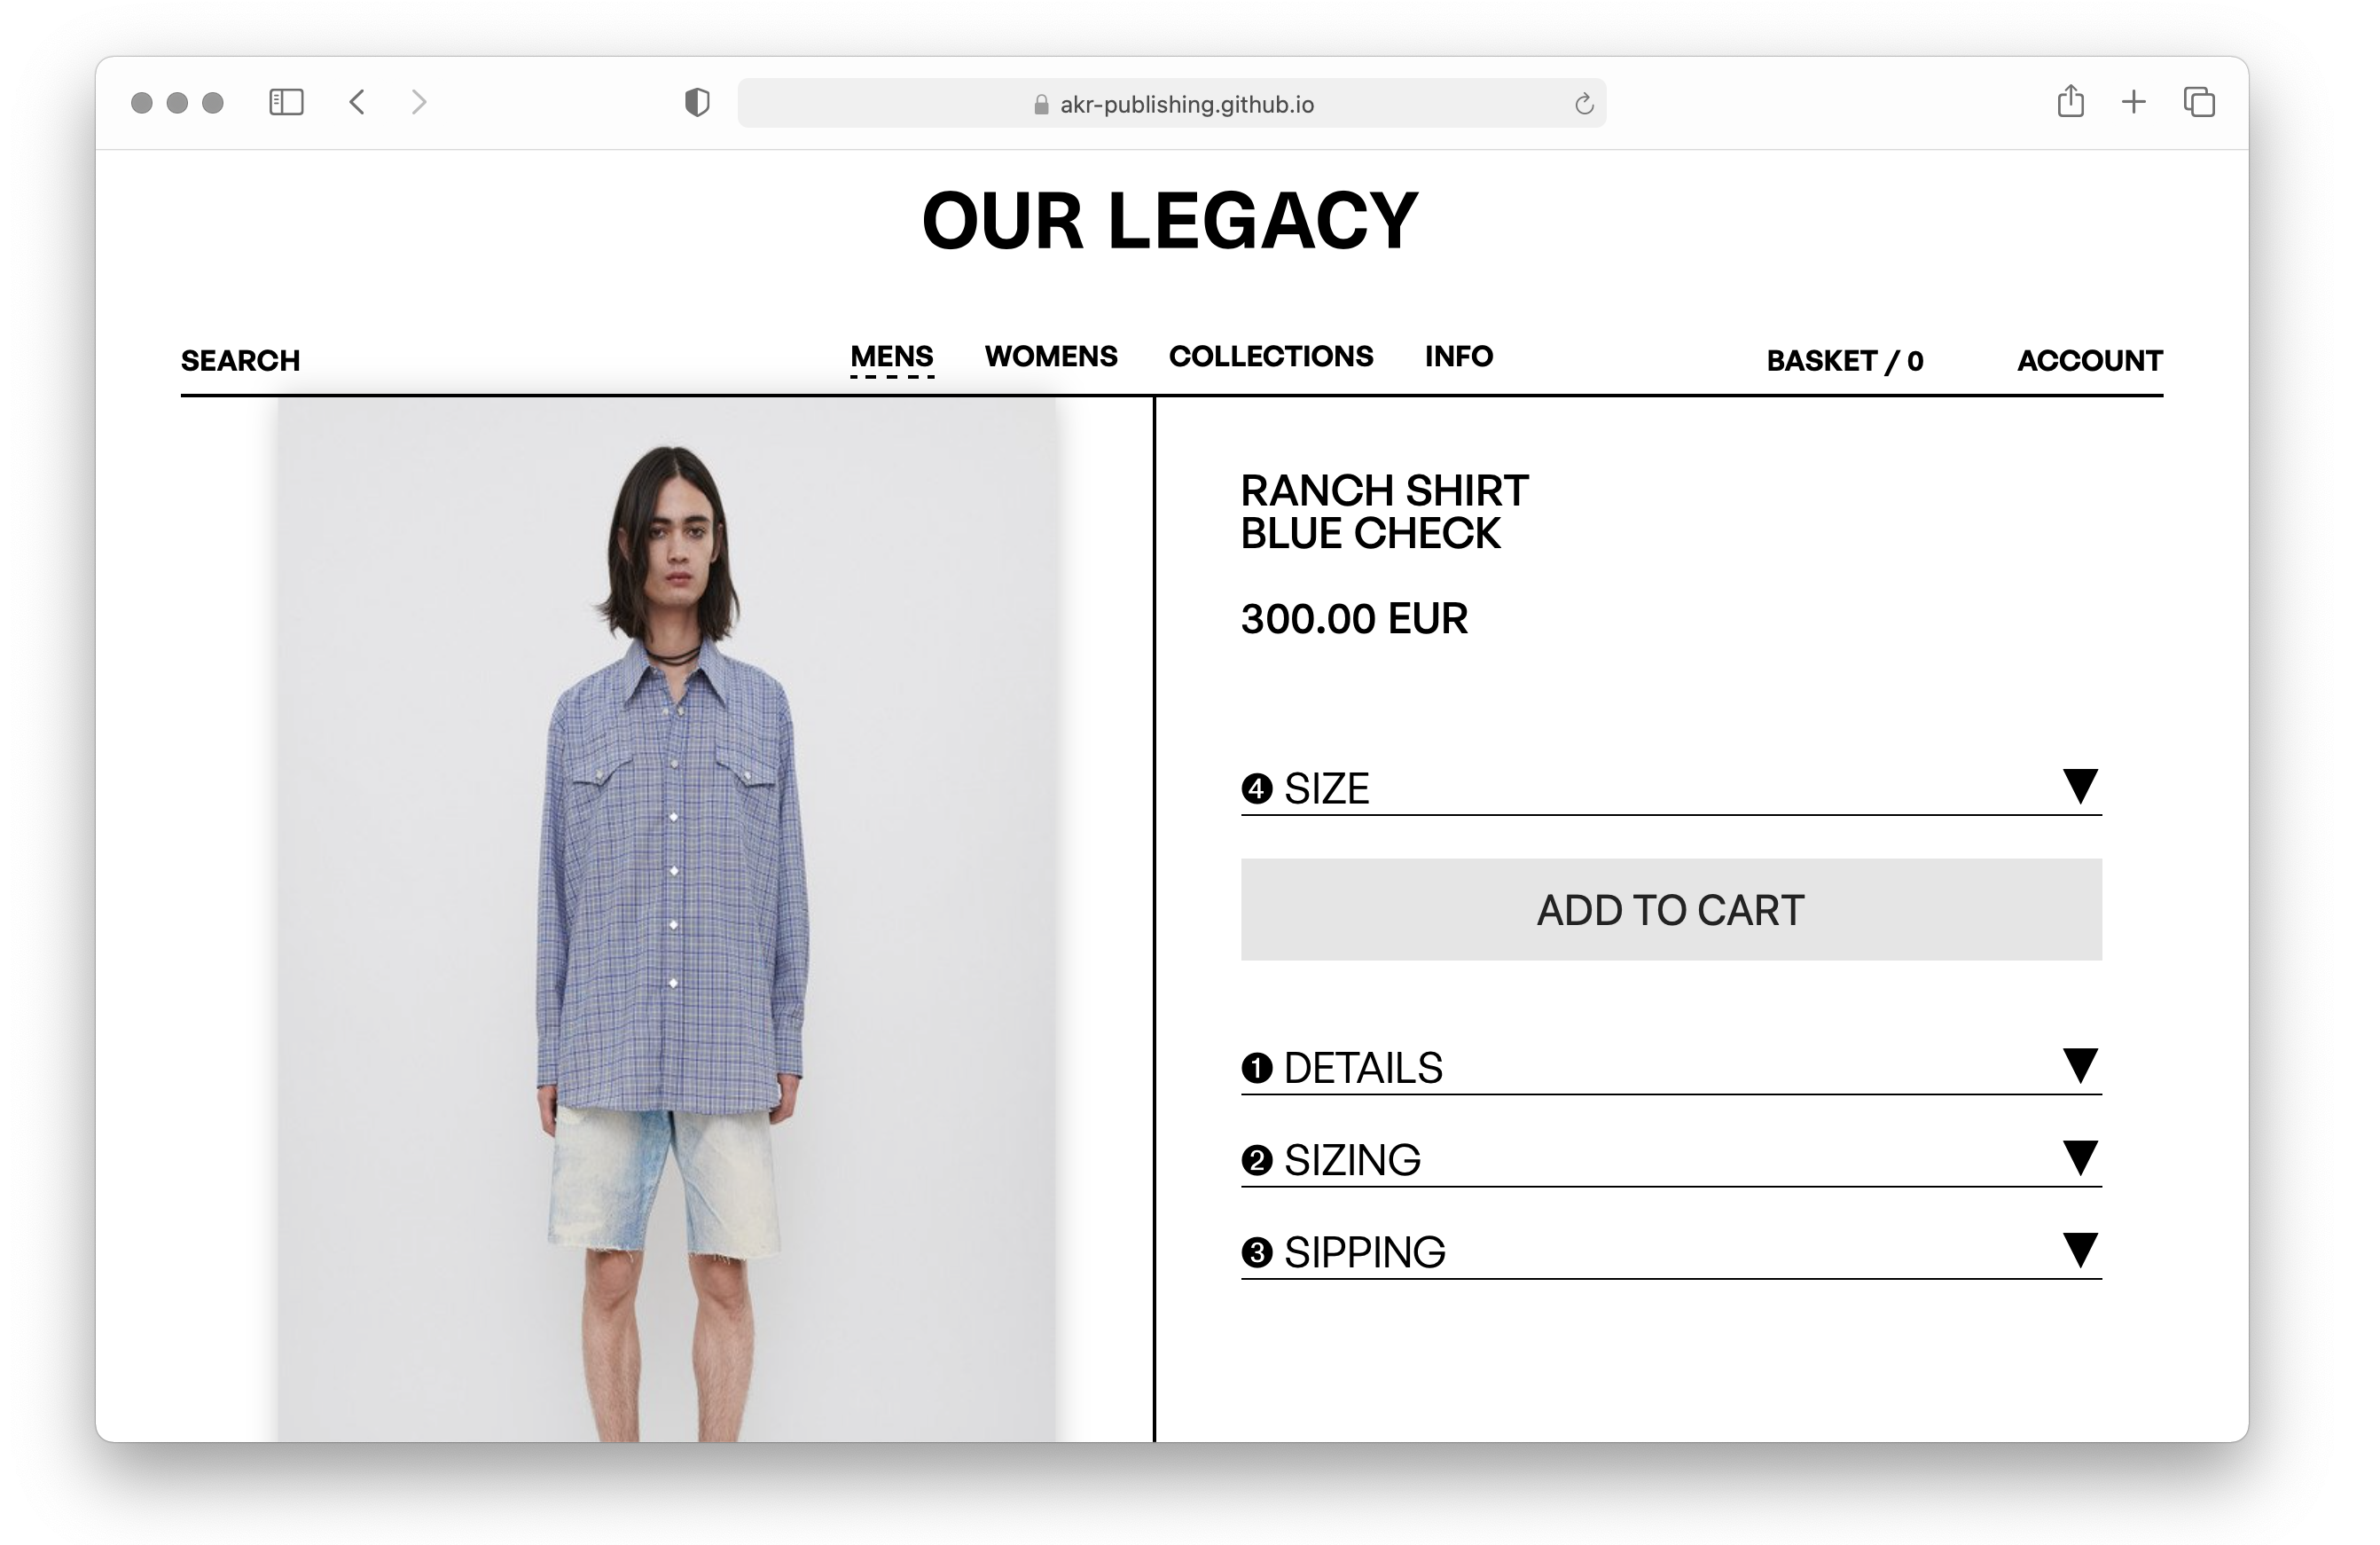 akr-publishing.github.io
OUR LEGACY
SEARCH
MENS WOMENS COLLECTIONS INFO
BASKET / 0 ACCOUNT
RANCH SHIRT
BLUE CHECK
300.00 EUR
❹ SIZE ▼
ADD TO CART
❶ DETAILS ▼
❷ SIZING ▼
❸ SIPPING ▼